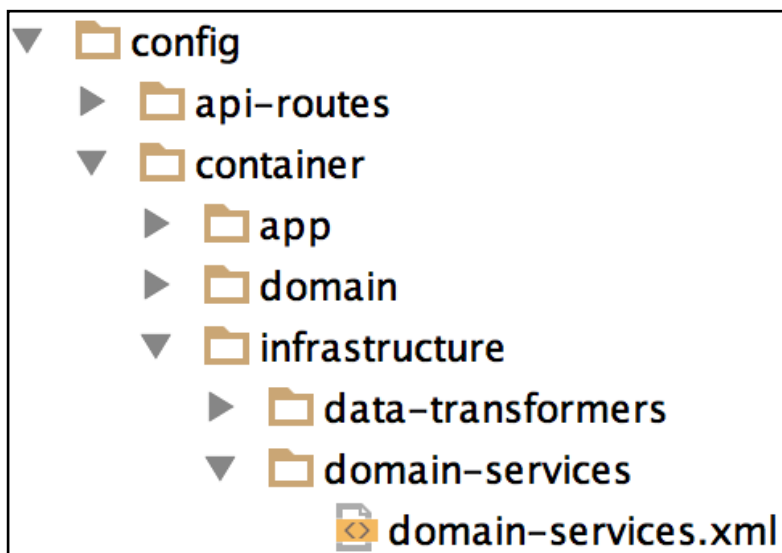 config
api-routes
container
app
domain
infrastructure
data-transformers
domain-services
domain-services.xml